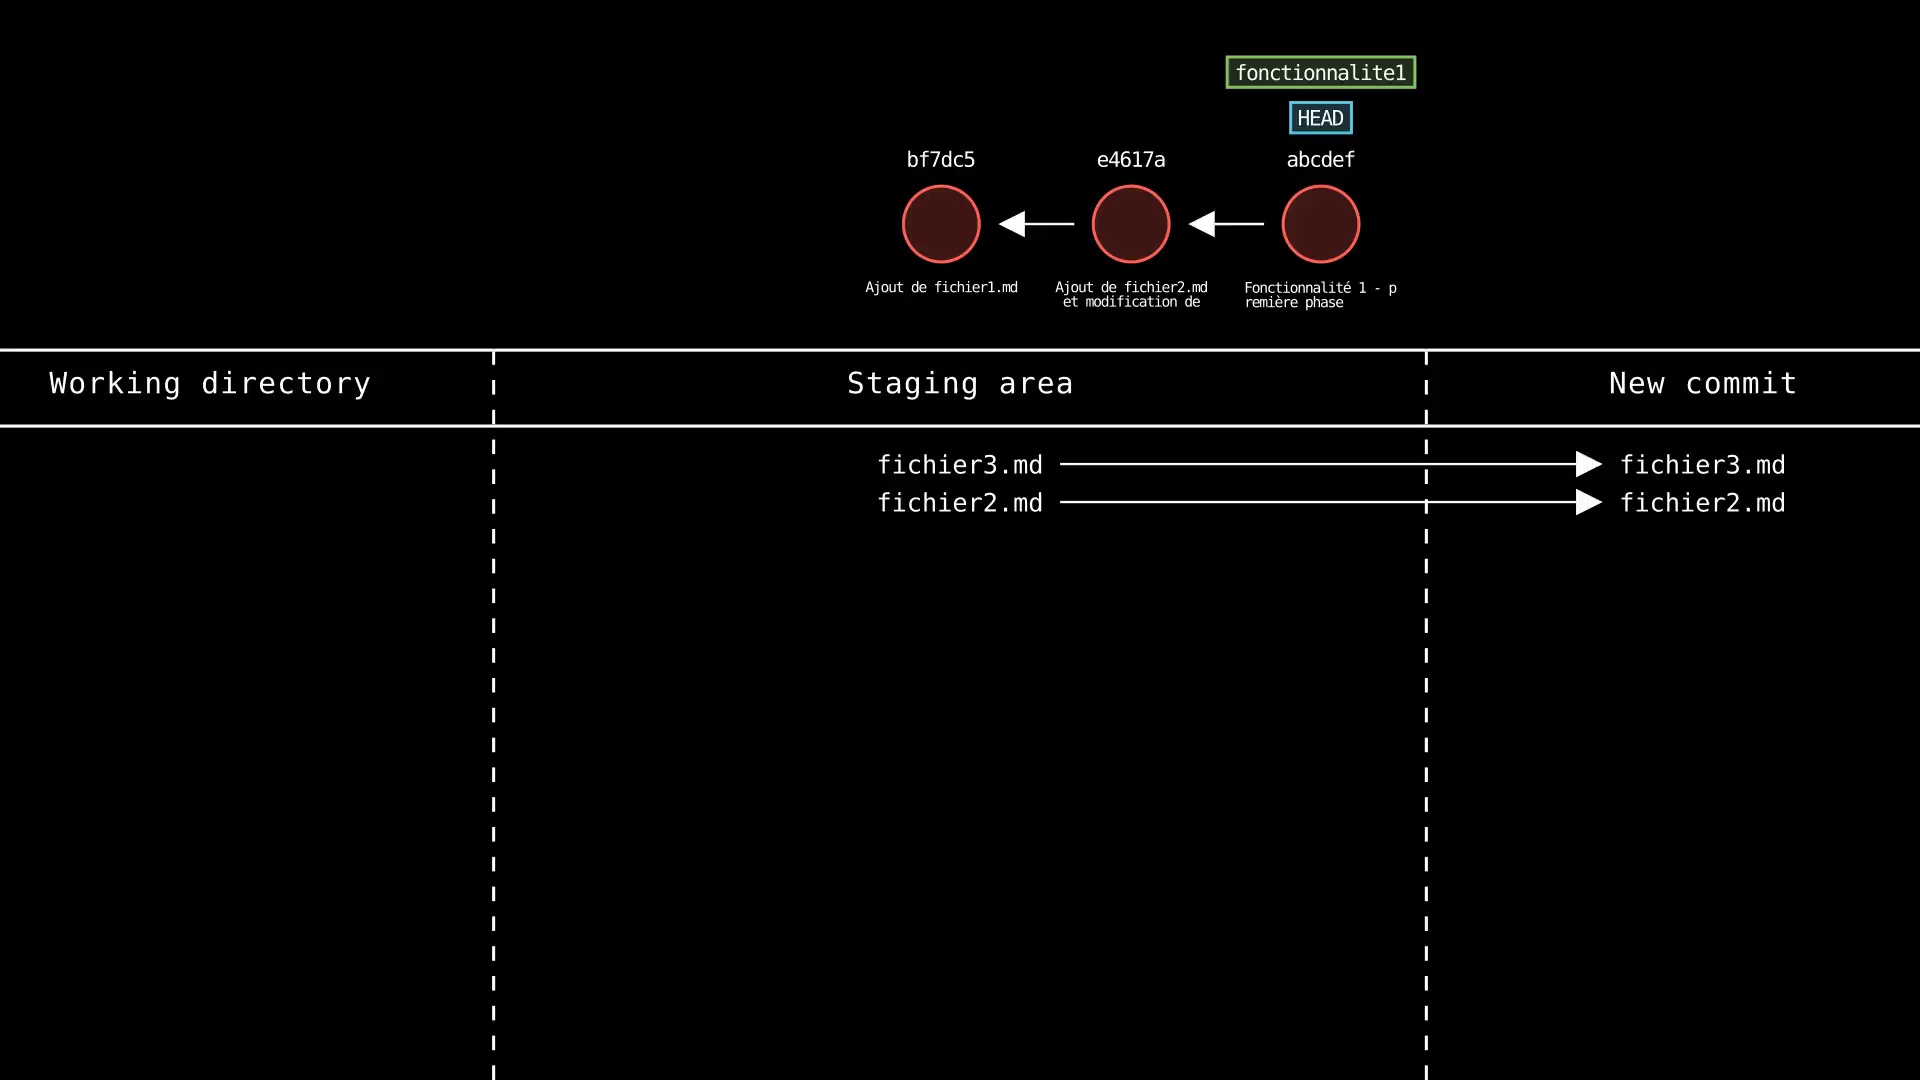 fonctionnalite1
HEAD
bf7dc5 e4617a abcdef
Ajout de fichier1.md
Ajout de fichier2.md
et modification de
Fonctionnalité 1 - p
remière phase
Working directory Staging area New commit
fichier3.md fichier3.md
fichier2.md fichier2.md